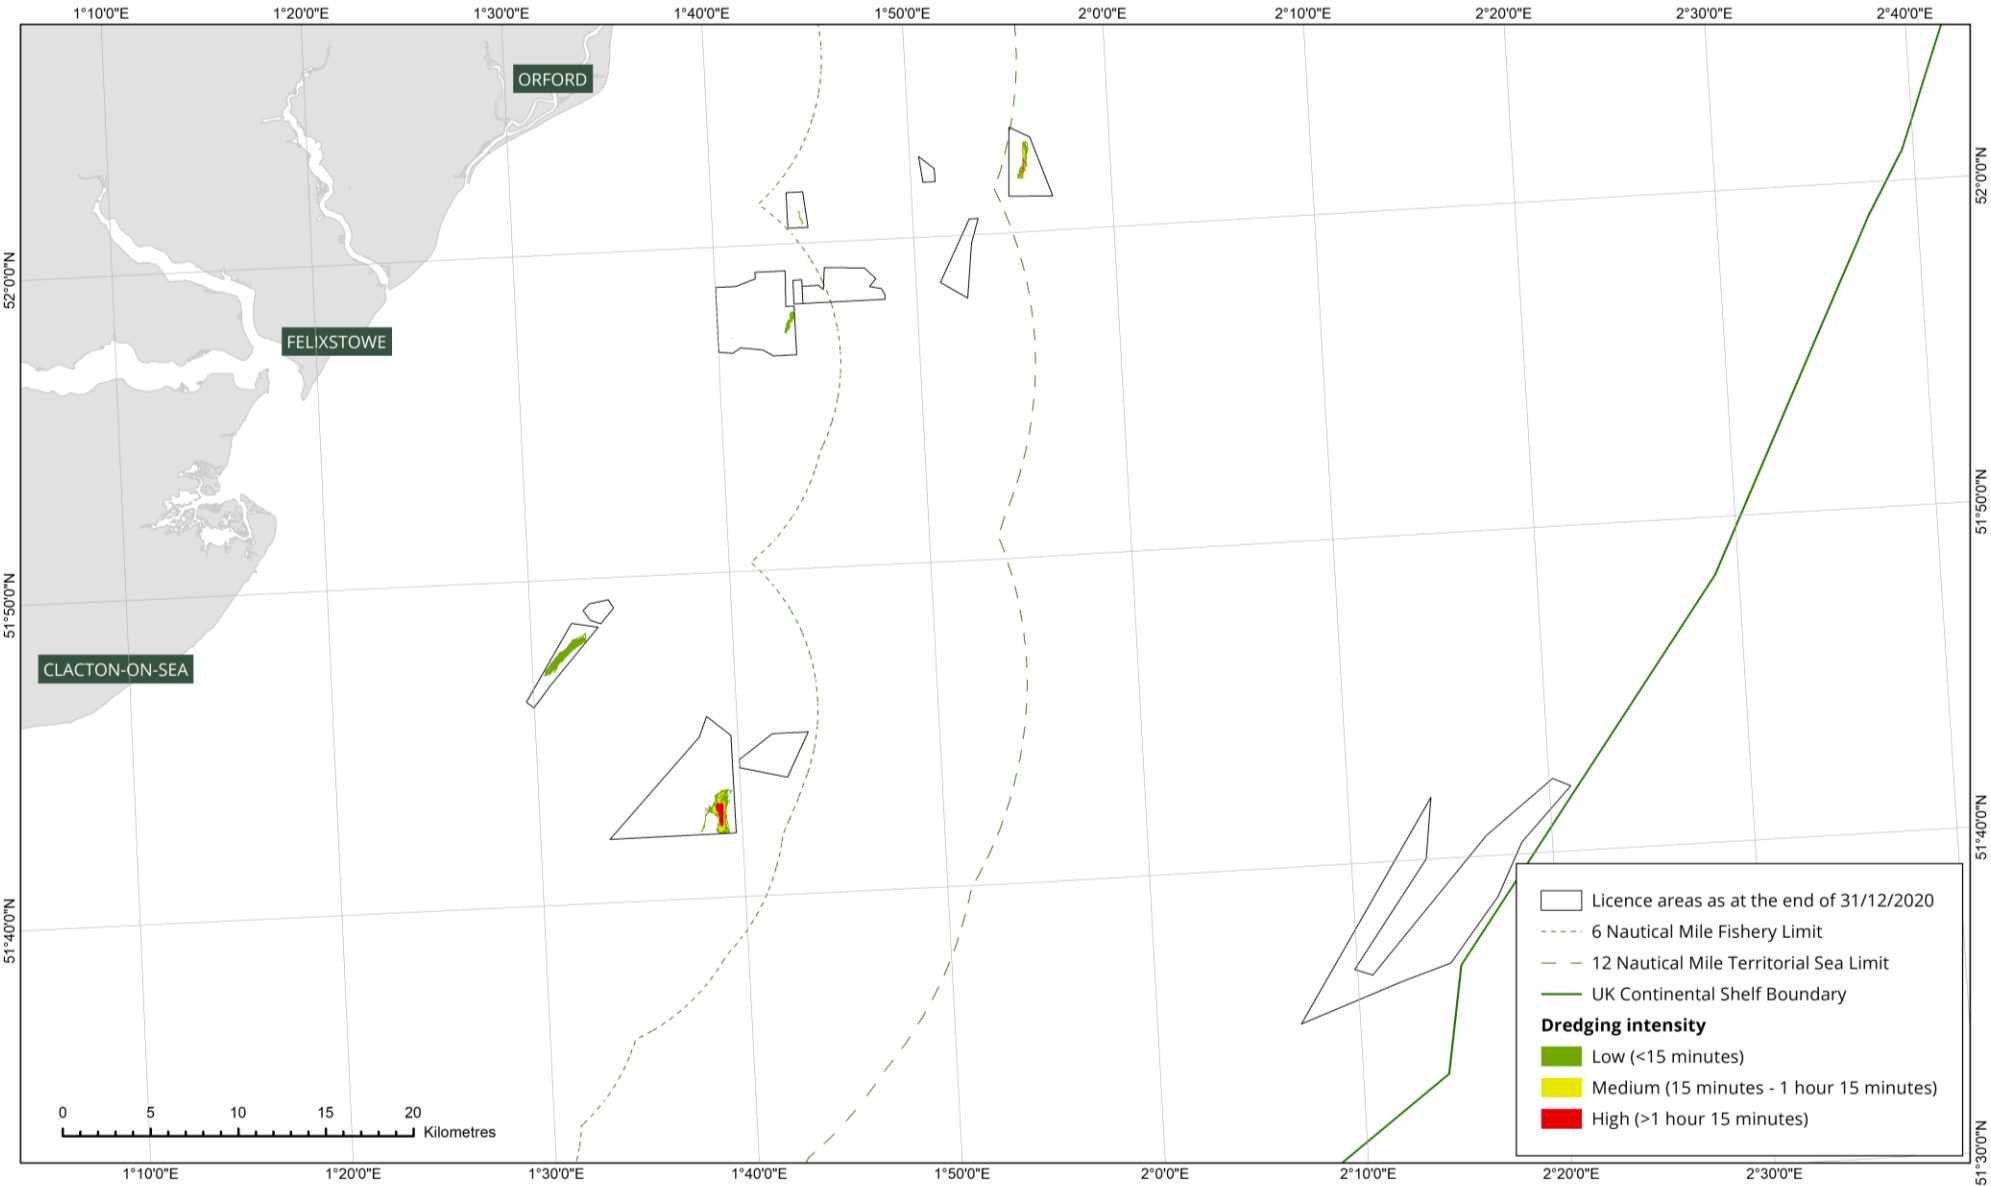 1°10'0"E 1°20'0"E 1°30'0"E 1°40'0"E 1°50'0"E 2°0'0"E 2°10'0"E 2°20'0"E 2°30'0"E 2°40'0"E
ORFORD
52°0'0"N
52°0'0"N
FELIXSTOWE
51°50'0"N
51°50'0"N
CLACTON-ON-SEA
51°40'0"N
51°40'0"N
Licence areas as at the end of 31/12/2020
6 Nautical Mile Fishery Limit
12 Nautical Mile Territorial Sea Limit
UK Continental Shelf Boundary
Dredging intensity
Low (<15 minutes)
Medium (15 minutes - 1 hour 15 minutes)
High (>1 hour 15 minutes)
0 5 10 15 20
Kilometres
51°30'0"N
1°10'0"E 1°20'0"E 1°30'0"E 1°40'0"E 1°50'0"E 2°0'0"E 2°10'0"E 2°20'0"E 2°30'0"E